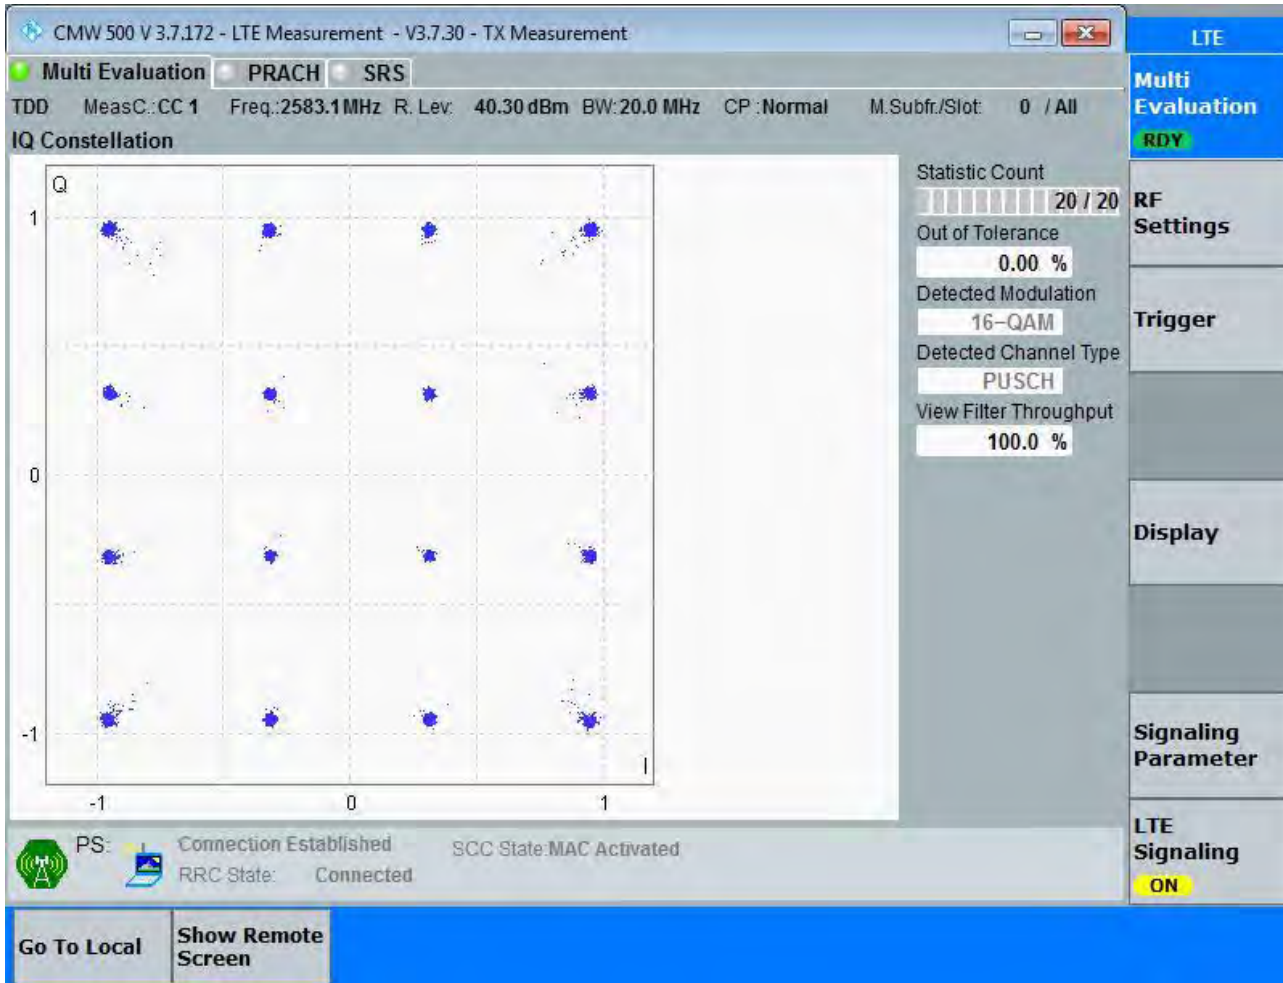 CMW 500 V 3.7.172 - LTE Measurement - V3.7.30 - TX Measurement
LTE
Multi Evaluation PRACH SRS
Multi
Evaluation
RDY
TDD MeasC.:CC 1 Freq.:2583.1 MHz R. Lev: 40.30 dBm BW:20.0 MHz CP :Normal M.Subfr./Slot: 0 / All
IQ Constellation
Q
1
0
-1
-1
0
1
I
Statistic Count
20 / 20
Out of Tolerance
0.00 %
Detected Modulation
16-QAM
Detected Channel Type
PUSCH
View Filter Throughput
100.0 %
RF
Settings
Trigger
Display
Signaling
Parameter
LTE
Signaling
ON
PS: Connection Established SCC State:MAC Activated
RRC State: Connected
Go To Local
Show Remote
Screen